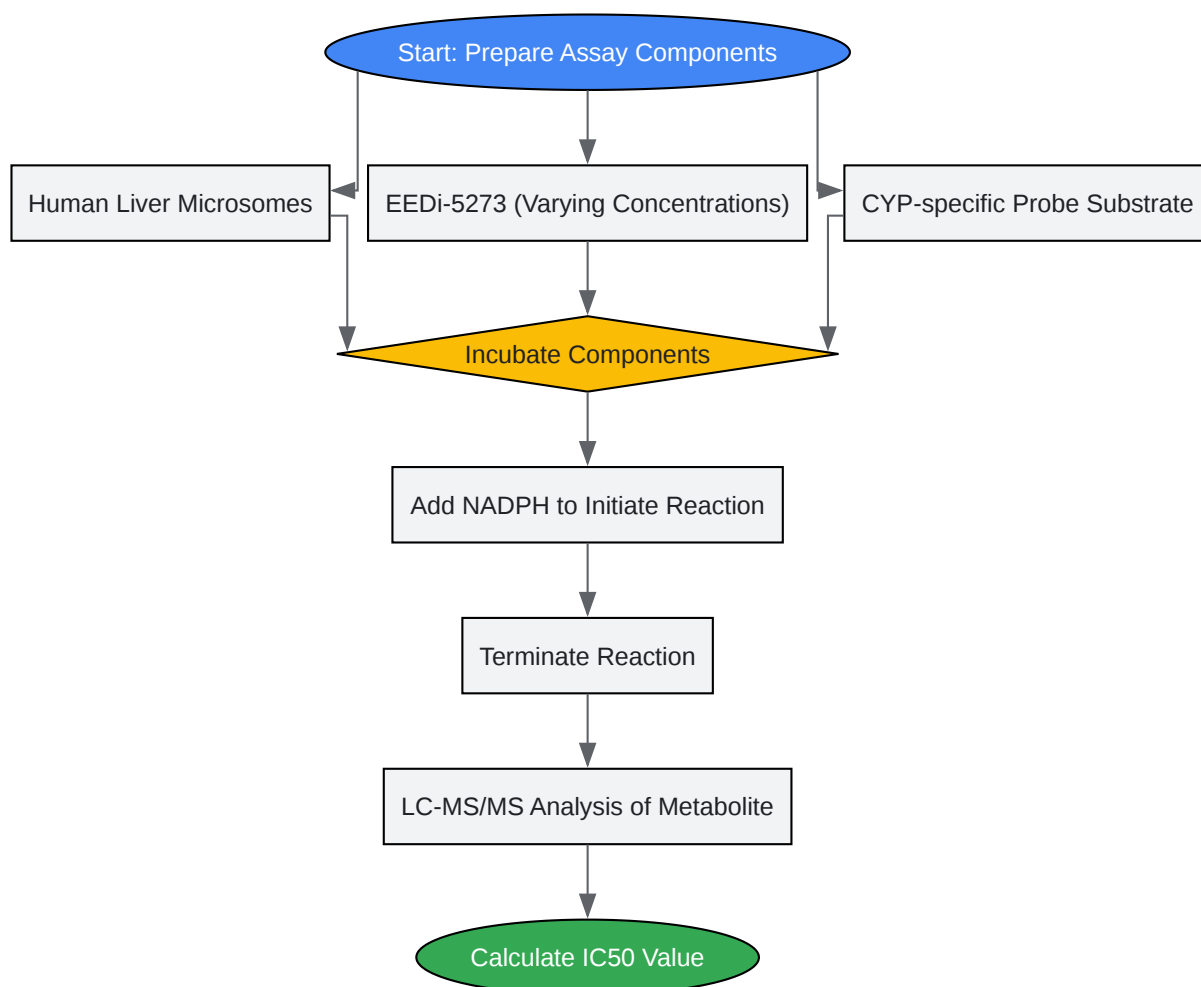 Start: Prepare Assay Components
Human Liver Microsomes
EEDi-5273 (Varying Concentrations)
CYP-specific Probe Substrate
Incubate Components
Add NADPH to Initiate Reaction
Terminate Reaction
LC-MS/MS Analysis of Metabolite
Calculate IC50 Value